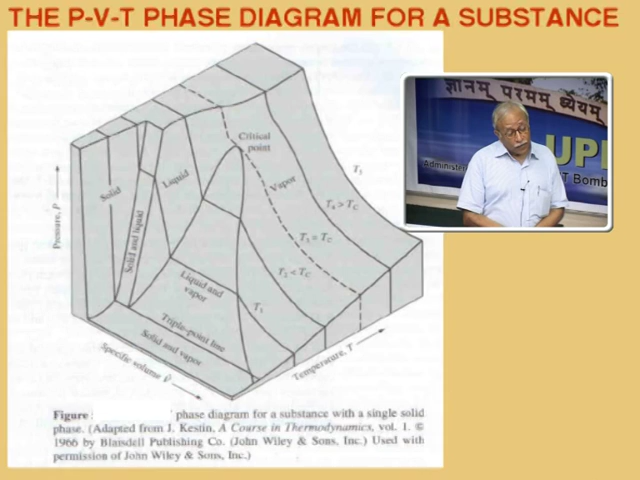 THE P-V-T PHASE DIAGRAM FOR A SUBSTANCE
ज्ञानम् परमम् ध्येयम्
UP
Administe
T Bomb
Critical
point
Solid
Liquid
Vapor
T₁
T₄ > T_C
T₃ = T_C
T₂ < T_C
T₁
Pressure, P
Solid and liquid
Liquid and
vapor
Triple-point line
Solid and vapor
Specific volume
Temperature, T
Figure: phase diagram for a substance with a single solid
phase. (Adapted from J. Kestin, A Course in Thermodynamics, vol. 1. ©
1966 by Blaisdell Publishing Co. (John Wiley & Sons, Inc.) Used with
permission of John Wiley & Sons, Inc.)